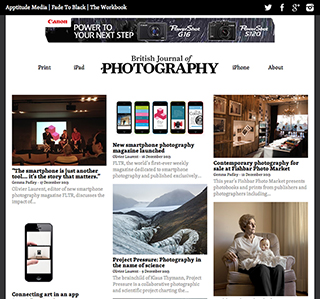 Apptitude Media | Fade To Black | The Workbook
Canon
POWER TO
YOUR NEXT STEP
PowerShot
G16
PowerShot
S120
British Journal of
PHOTOGRAPHY
Print
iPad
iPhone
About
"The smartphone is just another
tool.... it's the story that matters."
Gemma Padley - 17 December 2013
Olivier Laurent, editor of new smartphone
photography magazine FLTR, discusses the
impact of...
Connecting art in an app
New smartphone photography
magazine launched
Olivier Laurent - 16 December 2013
FLTR, the world's first-ever weekly
magazine dedicated to smartphone
photography and published exclusively...
Project Pressure: Photography in
the name of science
Olivier Laurent - 9 December 2013
The brainchild of Klaus Thymann, Project
Pressure is a collaborative photographic
and scientific project charting the...
Contemporary photography for
sale at Fishbar Photo Market
Gemma Padley - 12 December 2013
This year's Fishbar Photo Market presents
photobooks and prints from publishers and
photographers including...